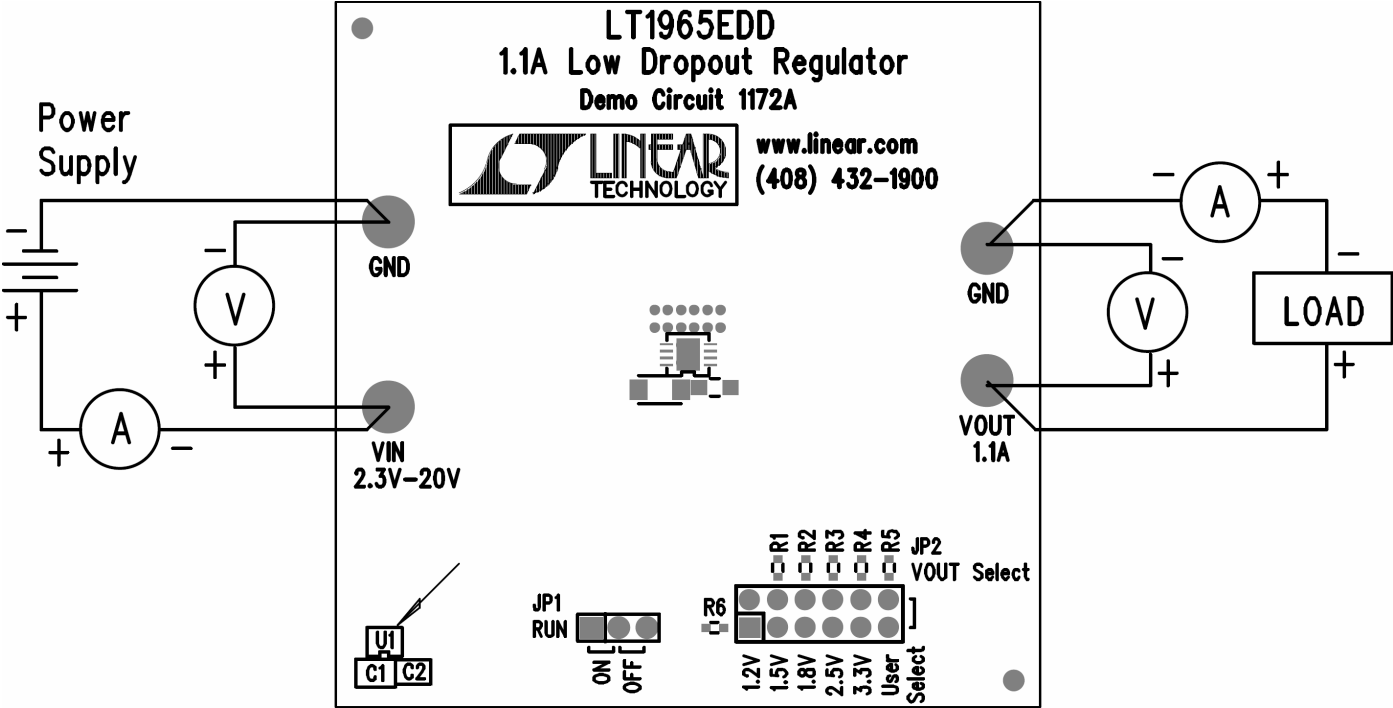 LT1965EDD
1.1A Low Dropout Regulator
Demo Circuit 1172A
LINEAR
TECHNOLOGY
www.linear.com
(408) 432-1900
Power
Supply
-
+
-
V
+
+
A
-
GND
VIN
2.3V-20V
-
A
+
GND
-
V
+
-
LOAD
+
VOUT
1.1A
U1
C1
C2
JP1
RUN
ON
OFF
R6
R1
R2
R3
R4
R5
JP2
VOUT Select
1.2V
1.5V
1.8V
2.5V
3.3V
User
Select